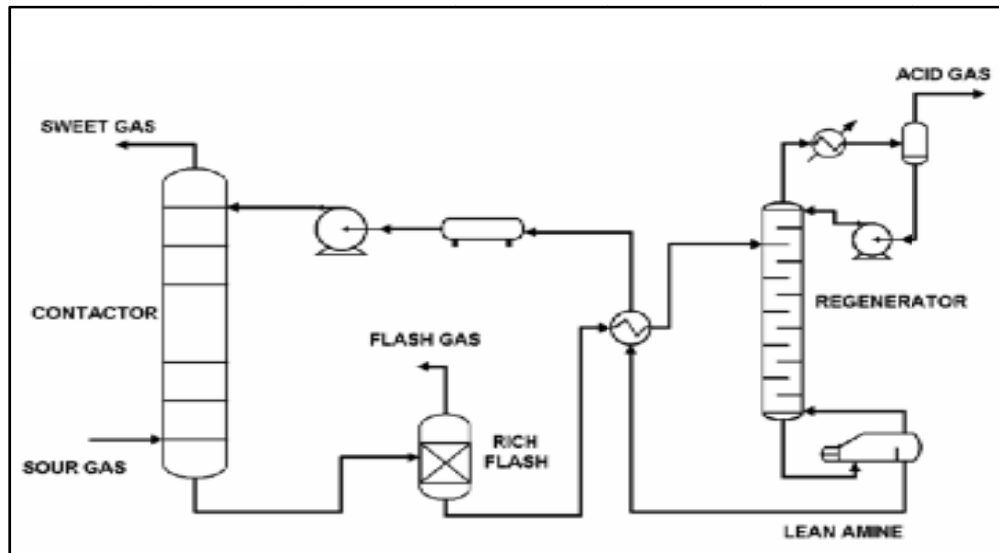 ACID GAS
SWEET GAS
CONTACTOR
REGENERATOR
FLASH GAS
RICH
FLASH
SOUR GAS
LEAN AMINE